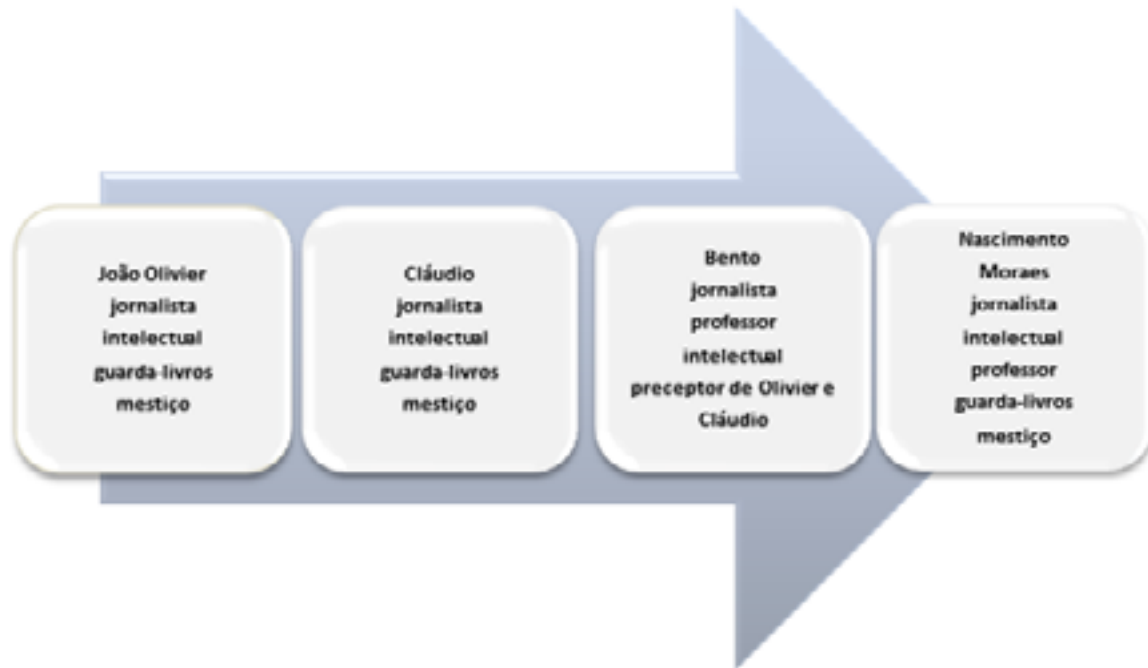 João Olivier
jornalista
intelectual
guarda-livros
mestiço
Cláudio
jornalista
intelectual
guarda-livros
mestiço
Bento
jornalista
professor
intelectual
preceptor de Olivier e
Cláudio
Nascimento
Moraes
jornalista
intelectual
professor
guarda-livros
mestiço